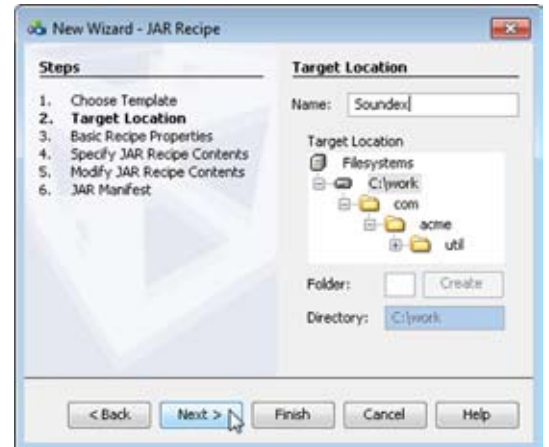 New Wizard - JAR Recipe
Steps
1. Choose Template
2. Target Location
3. Basic Recipe Properties
4. Specify JAR Recipe Contents
5. Modify JAR Recipe Contents
6. JAR Manifest
Target Location
Name: Soundex
Target Location
Filesystems
C:\work
com
acme
util
Folder: Create
Directory: C:\work
< Back Next > Finish Cancel Help